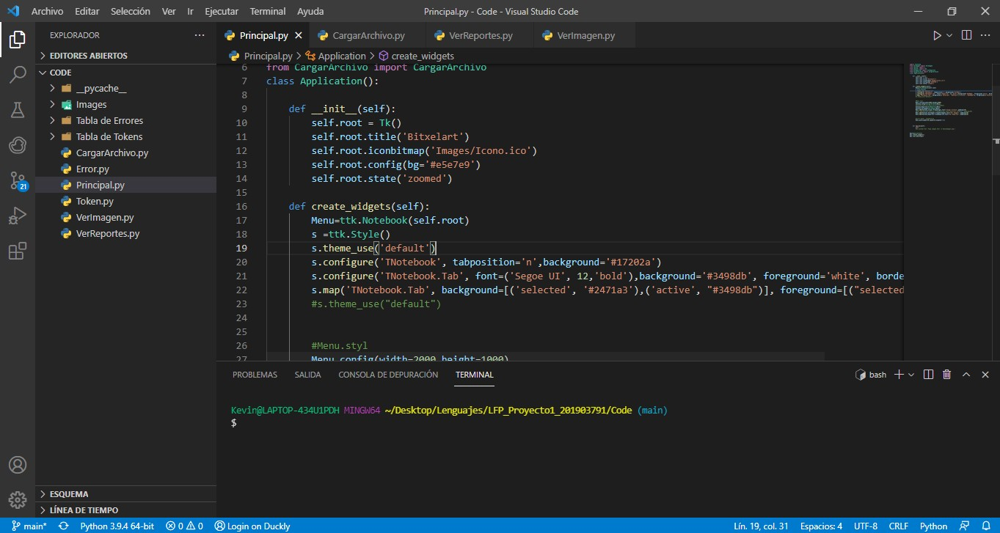 Archivo Editar Selección Ver Ir Ejecutar Terminal Ayuda Principal.py - Code - Visual Studio Code
EXPLORADOR
EDITORES ABIERTOS
CODE
__pycache__
Images
Tabla de Errores
Tabla de Tokens
CargarArchivo.py
Error.py
Principal.py
Token.py
VerImagen.py
VerReportes.py
ESQUEMA
LÍNEA DE TIEMPO
21
Principal.py CargarArchivo.py VerReportes.py VerImagen.py
Principal.py > Application > create_widgets
6 from CargarArchivo import CargarArchivo
7 class Application():
8
9 def __init__(self):
10 self.root = Tk()
11 self.root.title('Bitxelart')
12 self.root.iconbitmap('Images/Icono.ico')
13 self.root.config(bg='#e5e7e9')
14 self.root.state('zoomed')
15
16 def create_widgets(self):
17 Menu=ttk.Notebook(self.root)
18 s =ttk.Style()
19 s.theme_use('default')
20 s.configure('TNotebook', tabposition='n',background='#17202a')
21 s.configure('TNotebook.Tab', font=('Segoe UI', 12,'bold'),background='#3498db', foreground='white', borde
22 s.map('TNotebook.Tab', background=[('selected', '#2471a3'),('active', "#3498db")], foreground=[("selected
23 #s.theme_use("default")
24
25
26 #Menu.styl
27 Menu.config(width=2000,height=1000)
PROBLEMAS SALIDA CONSOLA DE DEPURACIÓN TERMINAL bash
Kevin@LAPTOP-434U1PDH MINGW64 ~/Desktop/Lenguajes/LFP_Proyecto1_201903791/Code (main)
$
main* Python 3.9.4 64-bit 0 0 Login on Duckly Lín. 19, col. 31 Espacios: 4 UTF-8 CRLF Python